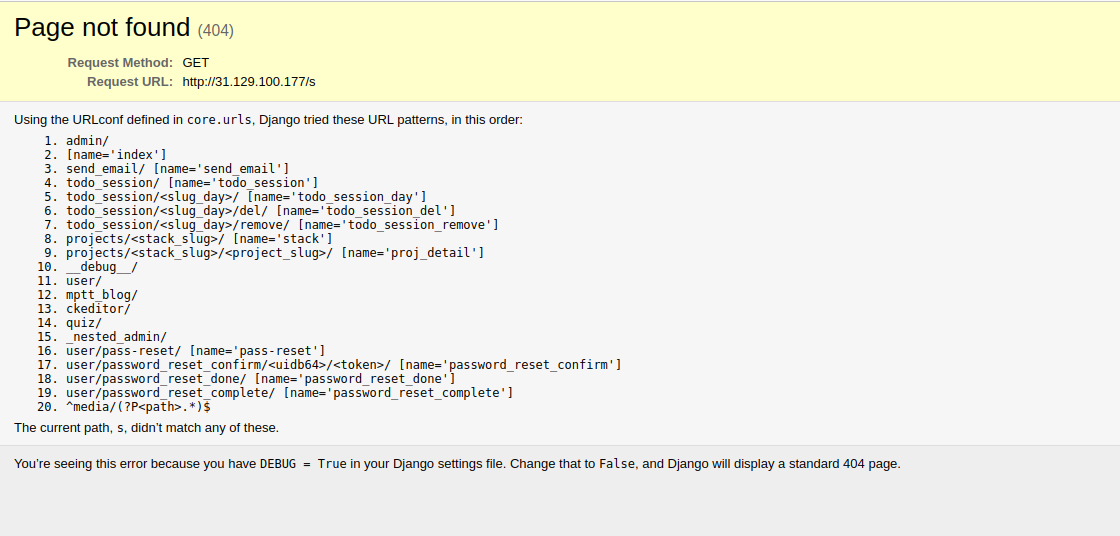 Page not found (404)
Request Method: GET
Request URL: http://31.129.100.177/s
Using the URLconf defined in core.urls, Django tried these URL patterns, in this order:
1. admin/
2. [name='index']
3. send_email/ [name='send_email']
4. todo_session/ [name='todo_session']
5. todo_session/<slug_day>/ [name='todo_session_day']
6. todo_session/<slug_day>/del/ [name='todo_session_del']
7. todo_session/<slug_day>/remove/ [name='todo_session_remove']
8. projects/<stack_slug>/ [name='stack']
9. projects/<stack_slug>/<project_slug>/ [name='proj_detail']
10. __debug__/
11. user/
12. mptt_blog/
13. ckeditor/
14. quiz/
15. _nested_admin/
16. user/pass-reset/ [name='pass-reset']
17. user/password_reset_confirm/<uidb64>/<token>/ [name='password_reset_confirm']
18. user/password_reset_done/ [name='password_reset_done']
19. user/password_reset_complete/ [name='password_reset_complete']
20. ^media/(?P<path>.*)$
The current path, s, didn’t match any of these.
You’re seeing this error because you have DEBUG = True in your Django settings file. Change that to False, and Django will display a standard 404 page.